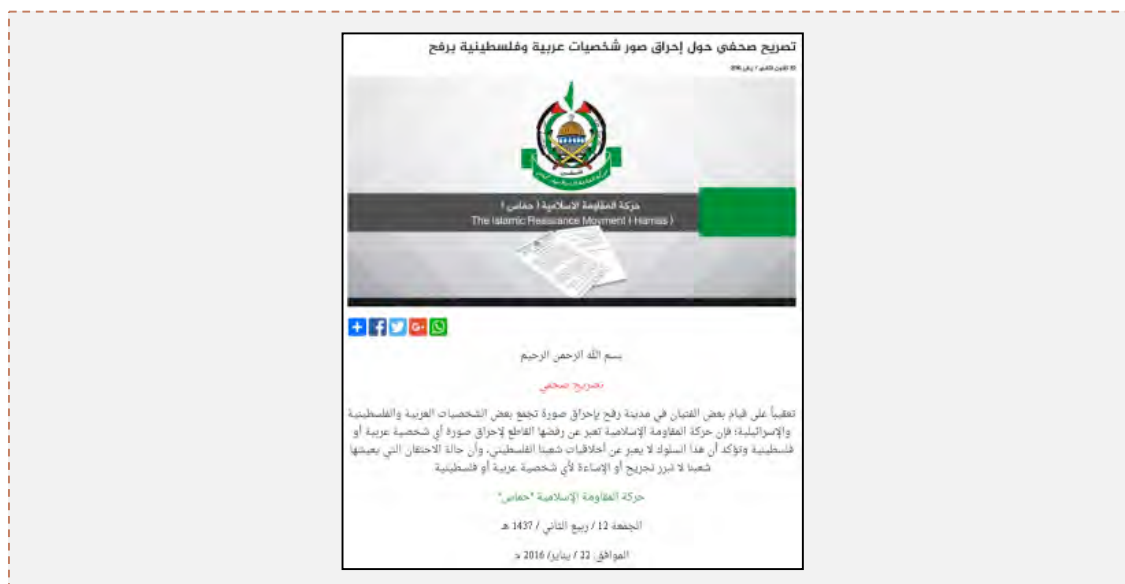 تصريح صحفي حول إحراق صور شخصيات عربية وفلسطينية برفح
حركة المقاومة الإسلامية ( حماس )
The Islamic Resistance Movment ( Hamas )
بسم الله الرحمن الرحيم
تصريح صحفي
تعقيباً على قيام بعض الفتيان في مدينة رفح بإحراق صورة تجمع بعض الشخصيات العربية والفلسطينية
والإسرائيلية؛ فإن حركة المقاومة الإسلامية تعبر عن رفضها القاطع لإحراق صورة أي شخصية عربية أو
فلسطينية وتؤكد أن هذا السلوك لا يعبر عن أخلاقيات شعبنا الفلسطيني، وأن حالة الاحتقان التي يعيشها
شعبنا لا تبرر تجريح أو الإساءة لأي شخصية عربية أو فلسطينية
حركة المقاومة الإسلامية "حماس"
الجمعة 12 / ربيع الثاني / 1437 هـ
الموافق: 22 / يناير/ 2016 م